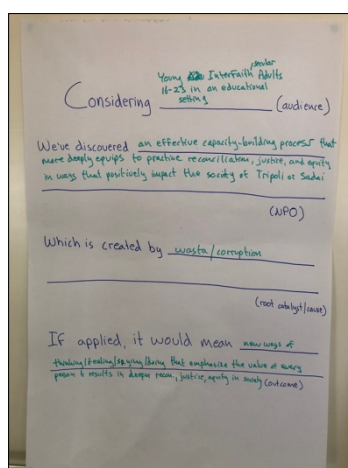 secular
Young InterFaith Adults
16-23 in an educational
setting
Considering (audience)
We've discovered an effective capacity-building process that
more deeply equips to practice reconciliation, justice, and equity
in ways that positively impact the society of Tripoli or
(NPO)
Which is created by wasta/corruption
(root catalyst/cause)
If applied, it would mean new ways of
thinking/feeling/saying/doing that emphasize the value of every
person & results in deeper recon, justice, equity in society (outcome)